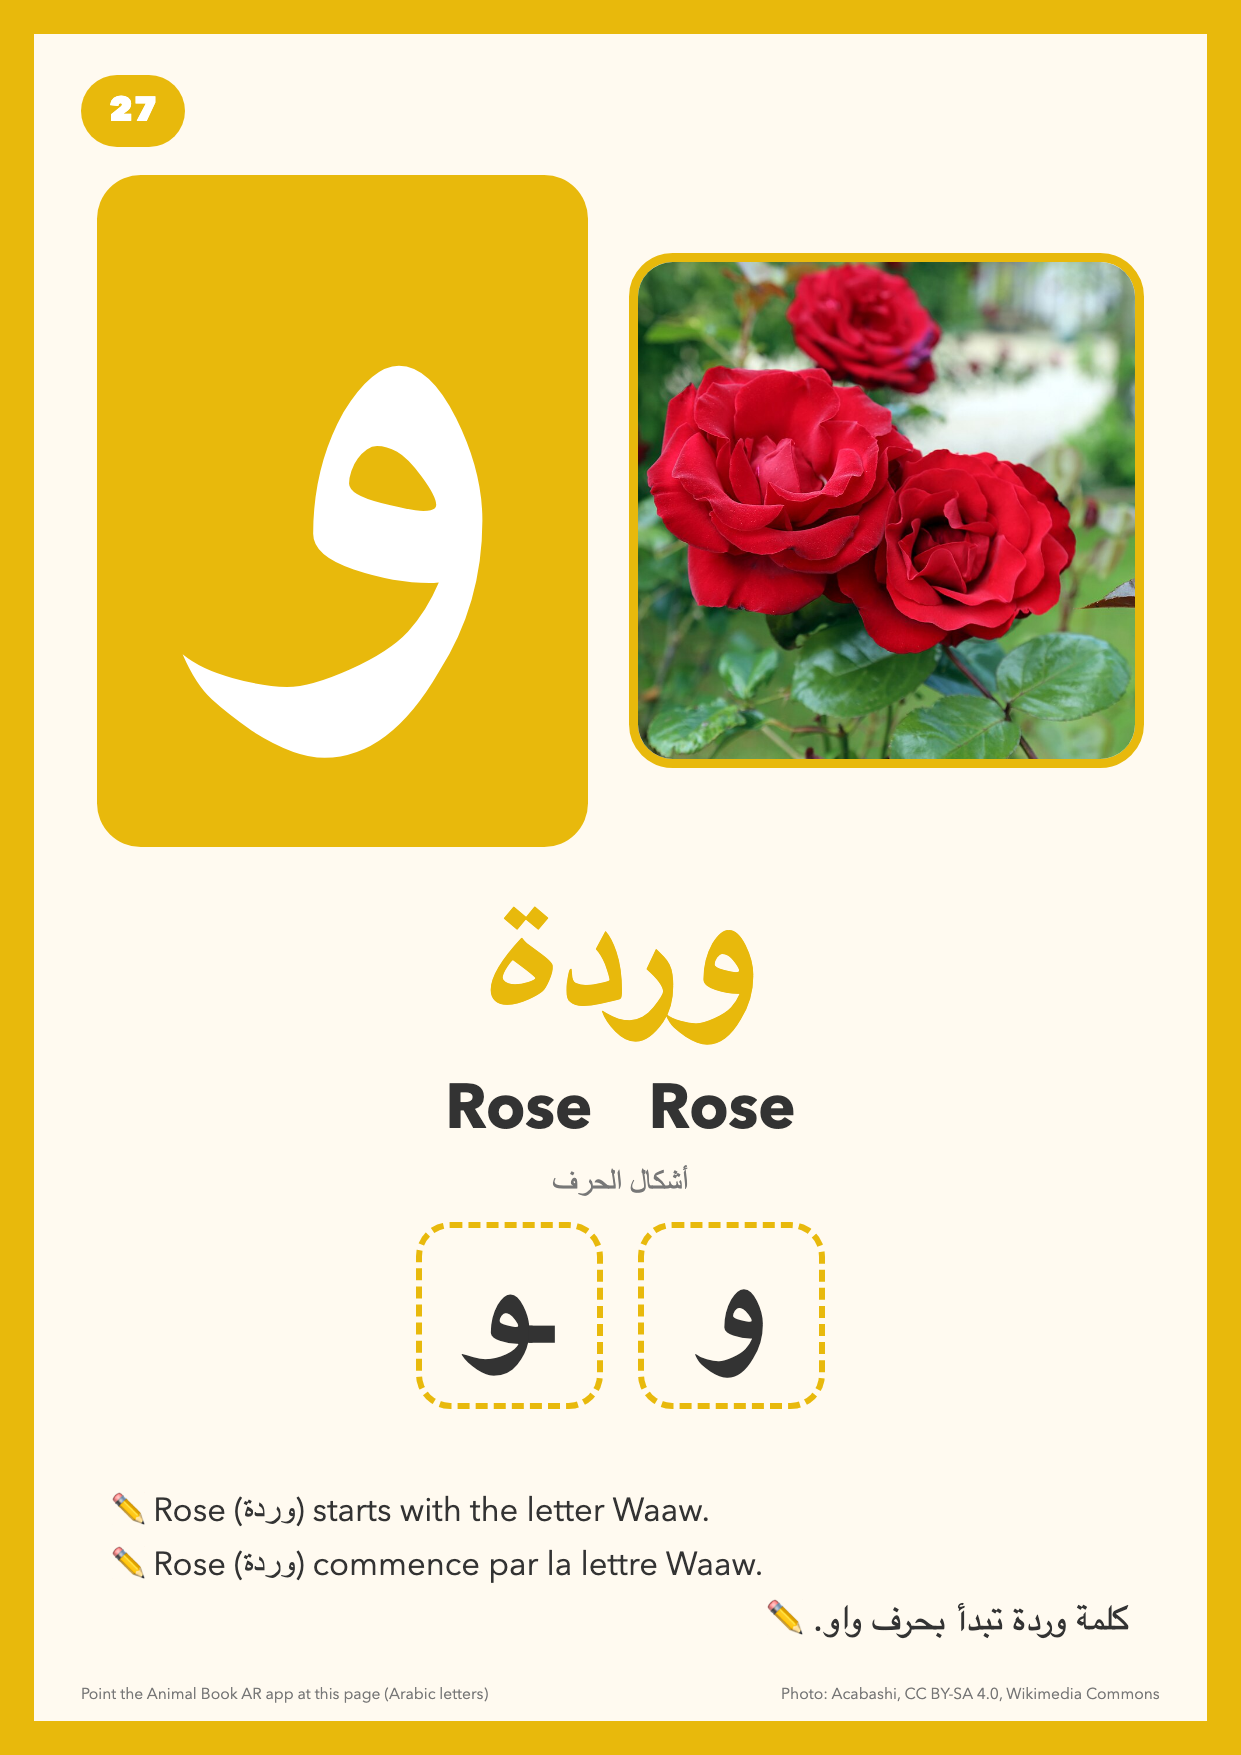 27
و
وردة
Rose Rose
أشكال الحرف
و ـو
✏️ Rose (وردة) starts with the letter Waaw.
✏️ Rose (وردة) commence par la lettre Waaw.
كلمة وردة تبدأ بحرف واو. ✏️
Point the Animal Book AR app at this page (Arabic letters)
Photo: Acabashi, CC BY-SA 4.0, Wikimedia Commons